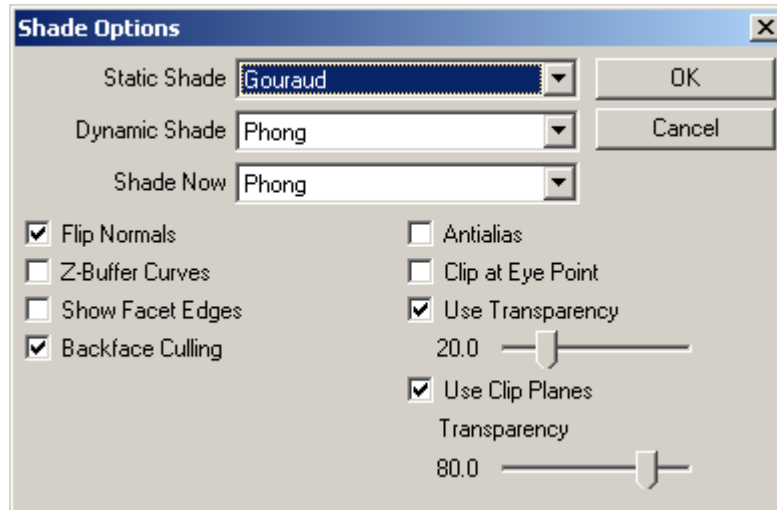 Shade Options
Static Shade Gouraud OK
Dynamic Shade Phong Cancel
Shade Now Phong
Flip Normals
Z-Buffer Curves
Show Facet Edges
Backface Culling
Antialias
Clip at Eye Point
Use Transparency
20.0
Use Clip Planes
Transparency
80.0